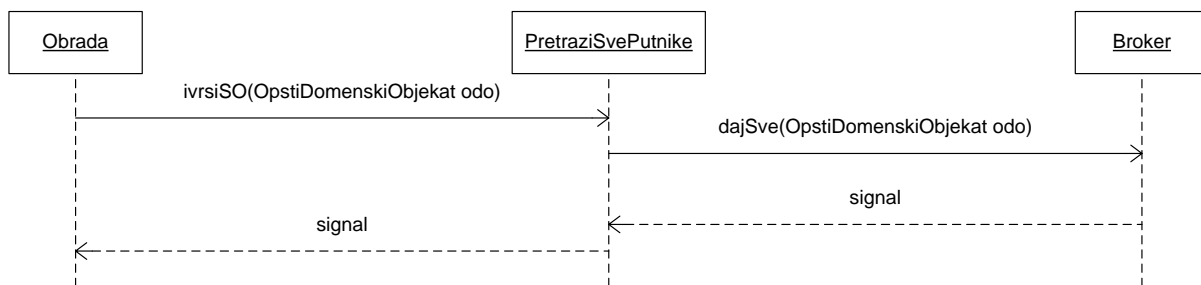 Obrada
PretraziSvePutnike
Broker
ivrsiSO(OpstiDomenskiObjekat odo)
dajSve(OpstiDomenskiObjekat odo)
signal
signal